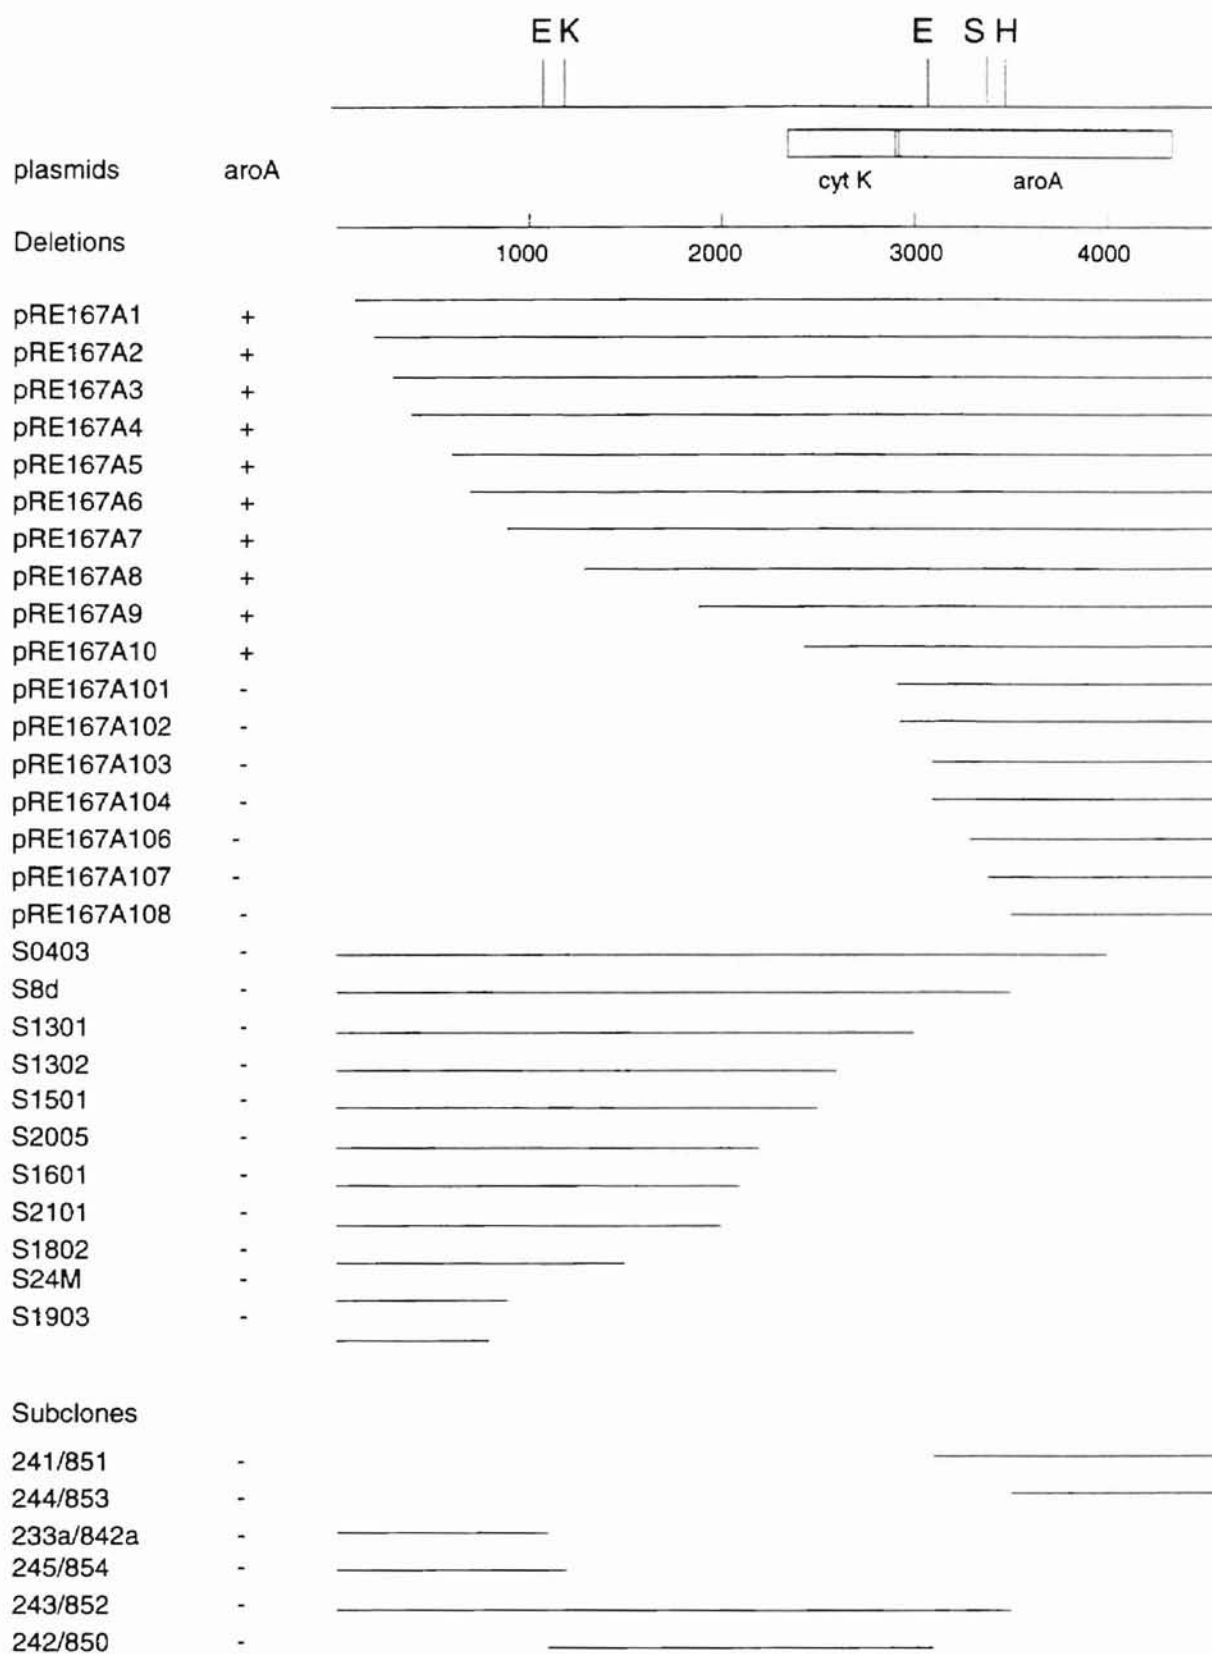 E K E S H
plasmids aroA
cyt K aroA
Deletions
1000 2000 3000 4000
pRE167A1 +
pRE167A2 +
pRE167A3 +
pRE167A4 +
pRE167A5 +
pRE167A6 +
pRE167A7 +
pRE167A8 +
pRE167A9 +
pRE167A10 +
pRE167A101 -
pRE167A102 -
pRE167A103 -
pRE167A104 -
pRE167A106 -
pRE167A107 -
pRE167A108 -
S0403 -
S8d -
S1301 -
S1302 -
S1501 -
S2005 -
S1601 -
S2101 -
S1802 -
S24M -
S1903 -
Subclones
241/851 -
244/853 -
233a/842a -
245/854 -
243/852 -
242/850 -